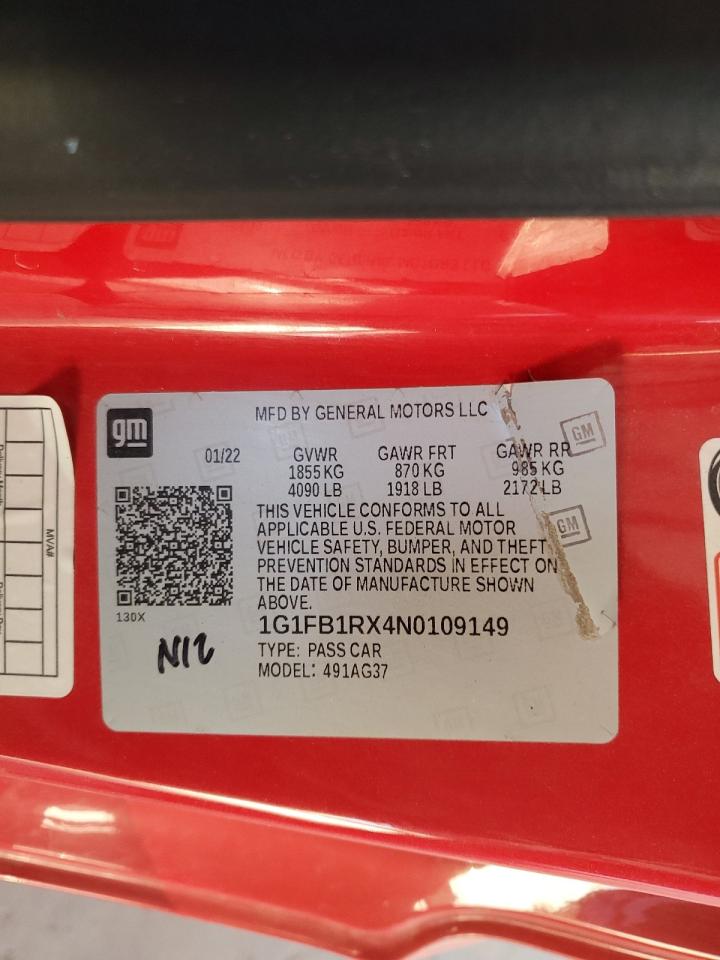 gm
MFD BY GENERAL MOTORS LLC
01/22 GVWR GAWR FRT GAWR RR
1855 KG 870 KG 985 KG
4090 LB 1918 LB 2172 LB
THIS VEHICLE CONFORMS TO ALL
APPLICABLE U.S. FEDERAL MOTOR
VEHICLE SAFETY, BUMPER, AND THEFT
PREVENTION STANDARDS IN EFFECT ON
THE DATE OF MANUFACTURE SHOWN
ABOVE.
130X
1G1FB1RX4N0109149
N12
TYPE: PASS CAR
MODEL: 491AG37
GM
GM
MVA#